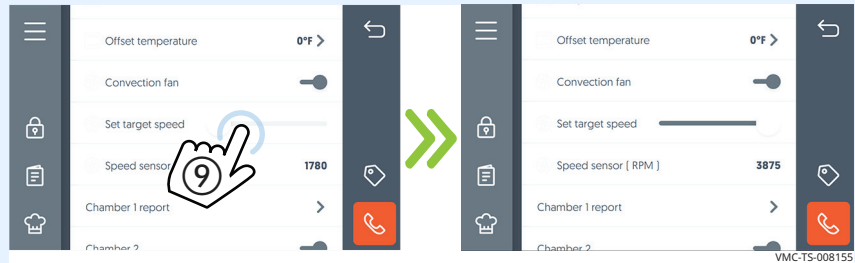 Offset temperature 0°F
Convection fan
Set target speed
Speed sensor 1780
9
Chamber 1 report
Chamber 2
Offset temperature 0°F
Convection fan
Set target speed
Speed sensor ( RPM ) 3875
Chamber 1 report
Chamber 2
VMC-TS-008155